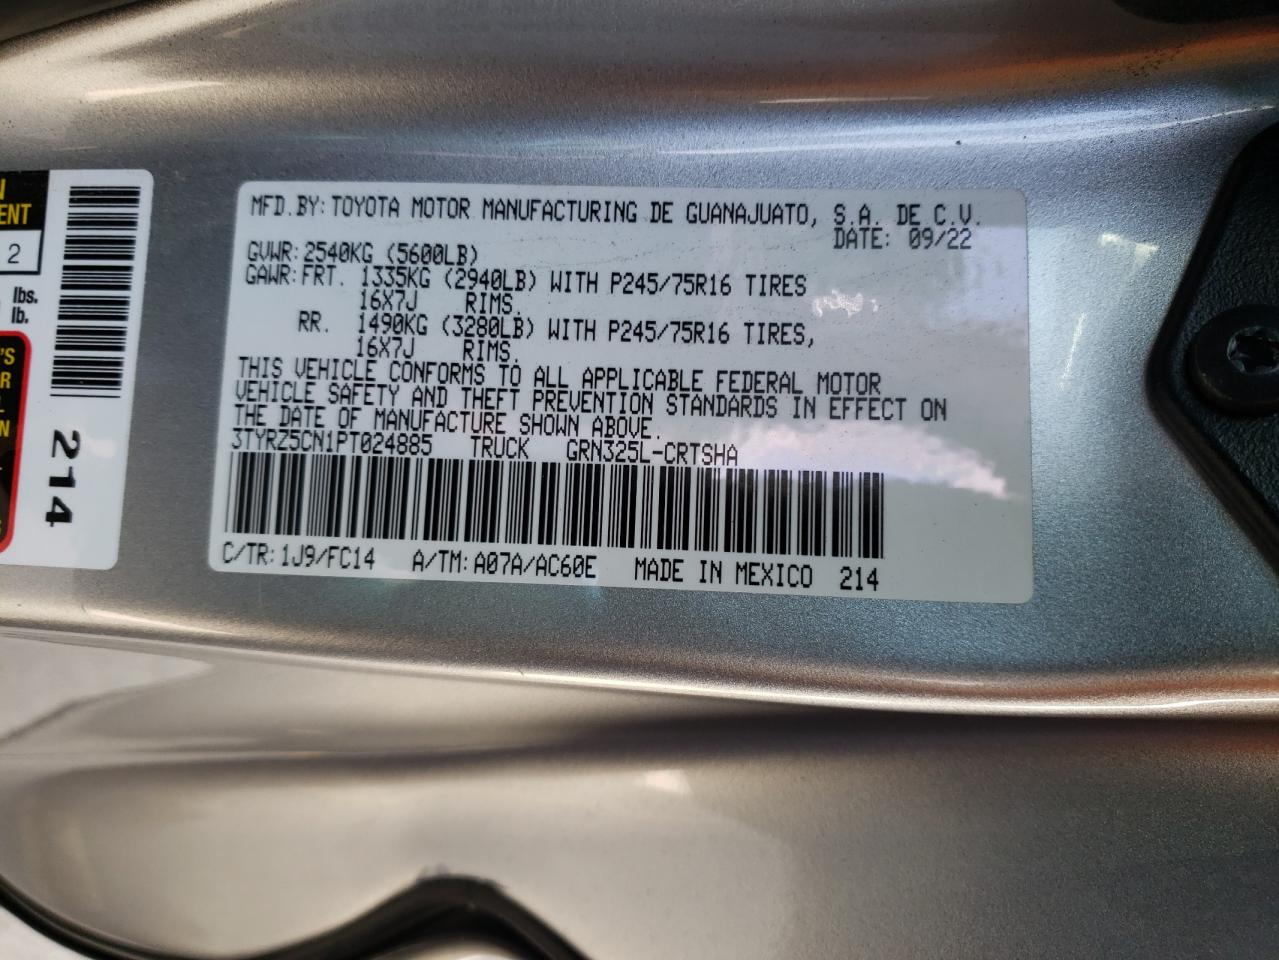 MFD.BY: TOYOTA MOTOR MANUFACTURING DE GUANAJUATO, S.A. DE C.V.
DATE: 09/22
GVWR: 2540KG (5600LB)
GAWR: FRT. 1335KG (2940LB) WITH P245/75R16 TIRES
16X7J RIMS.
RR. 1490KG (3280LB) WITH P245/75R16 TIRES,
16X7J RIMS.
THIS VEHICLE CONFORMS TO ALL APPLICABLE FEDERAL MOTOR
VEHICLE SAFETY AND THEFT PREVENTION STANDARDS IN EFFECT ON
THE DATE OF MANUFACTURE SHOWN ABOVE.
3TYRZ5CN1PT024885 TRUCK GRN325L-CRTSHA
C/TR: 1J9/FC14 A/TM: A07A/AC60E MADE IN MEXICO 214
2
lbs.
lb.
214